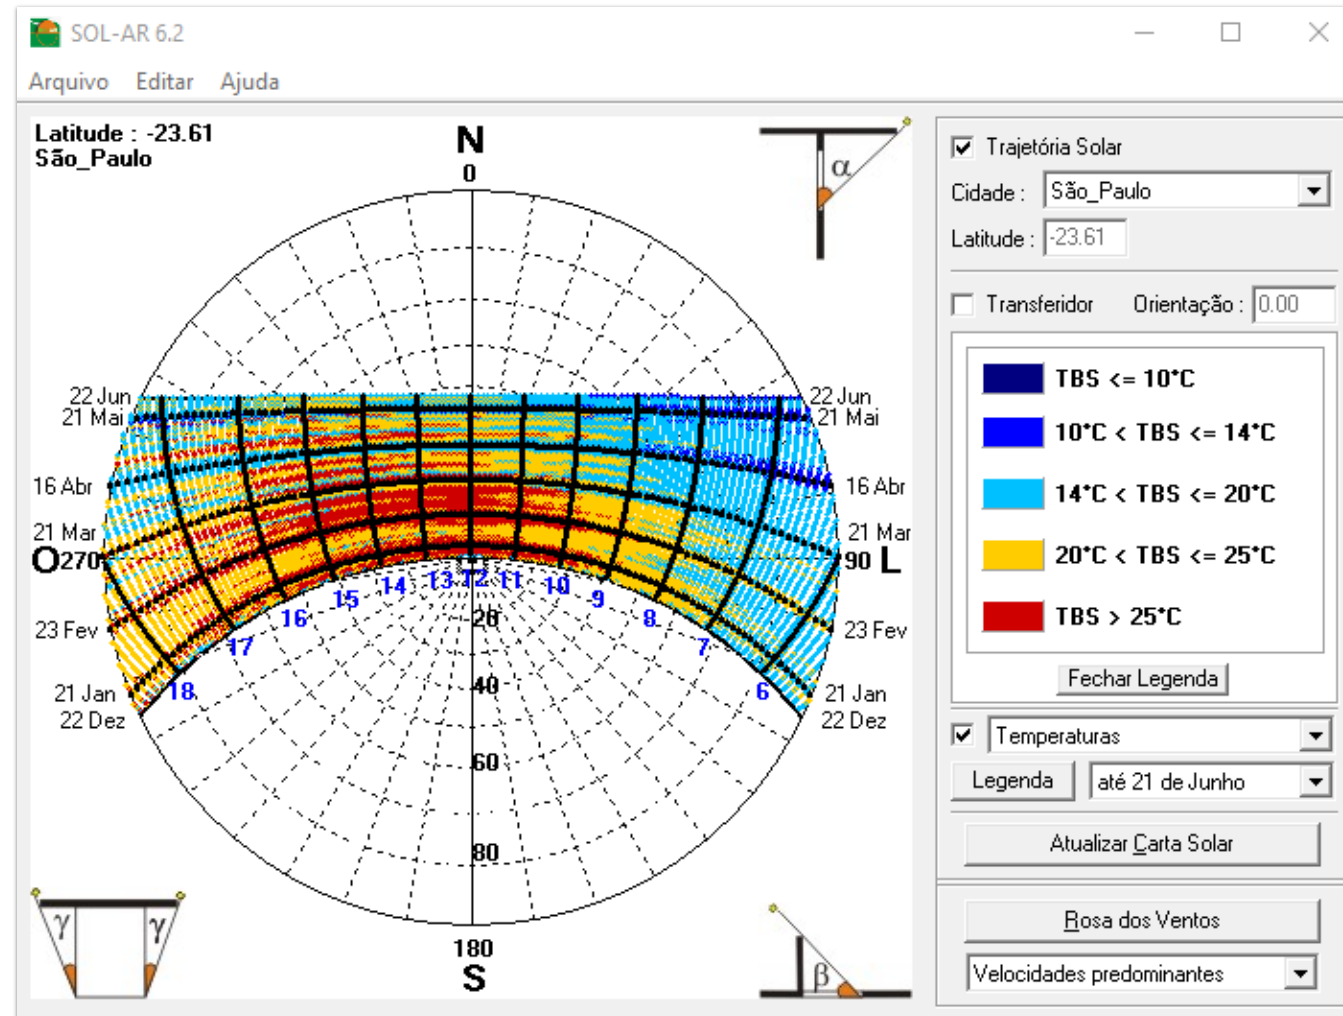 SOL-AR 6.2
Arquivo Editar Ajuda
Latitude : -23.61
São_Paulo
N
0
α
22 Jun 22 Jun
21 Mai 21 Mai
16 Abr 16 Abr
21 Mar 21 Mar
O 270 90 L
18 17 16 15 14 13 12 11 10 9 8 7 6
23 Fev 23 Fev
21 Jan 21 Jan
22 Dez 22 Dez
20
40
60
80
180
S
γ γ
β
Trajetória Solar
Cidade : São_Paulo
Latitude : -23.61
Transferidor Orientação : 0.00
TBS <= 10°C
10°C < TBS <= 14°C
14°C < TBS <= 20°C
20°C < TBS <= 25°C
TBS > 25°C
Fechar Legenda
Temperaturas
Legenda até 21 de Junho
Atualizar Carta Solar
Rosa dos Ventos
Velocidades predominantes